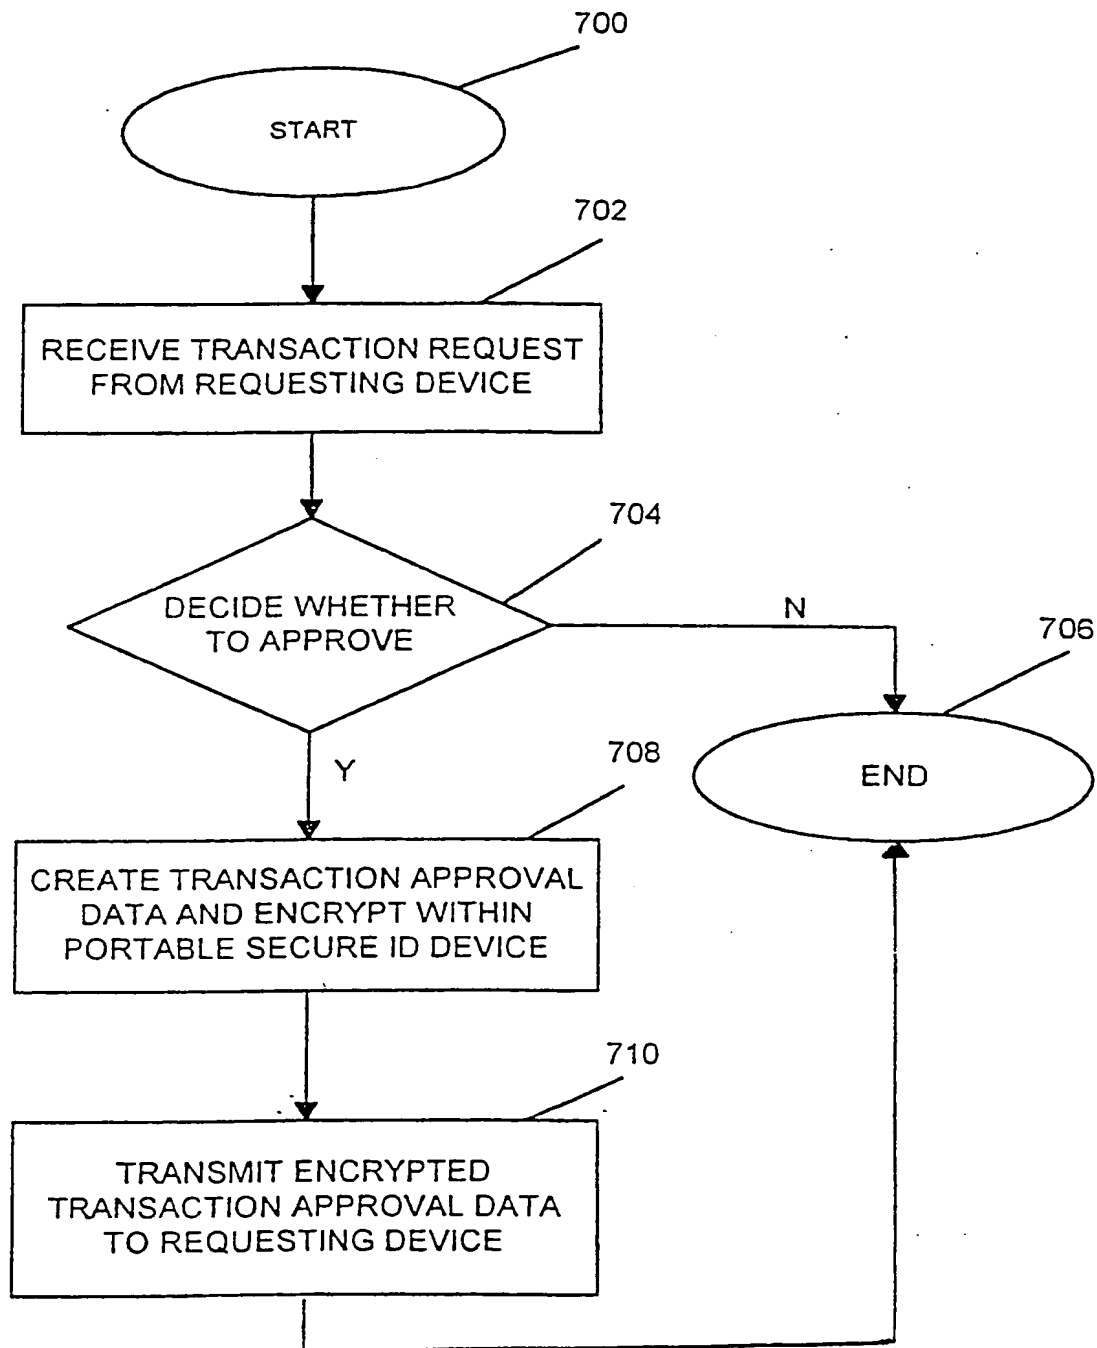 700
START
702
RECEIVE TRANSACTION REQUEST
FROM REQUESTING DEVICE
704
DECIDE WHETHER
TO APPROVE
N
706
END
Y
708
CREATE TRANSACTION APPROVAL
DATA AND ENCRYPT WITHIN
PORTABLE SECURE ID DEVICE
710
TRANSMIT ENCRYPTED
TRANSACTION APPROVAL DATA
TO REQUESTING DEVICE